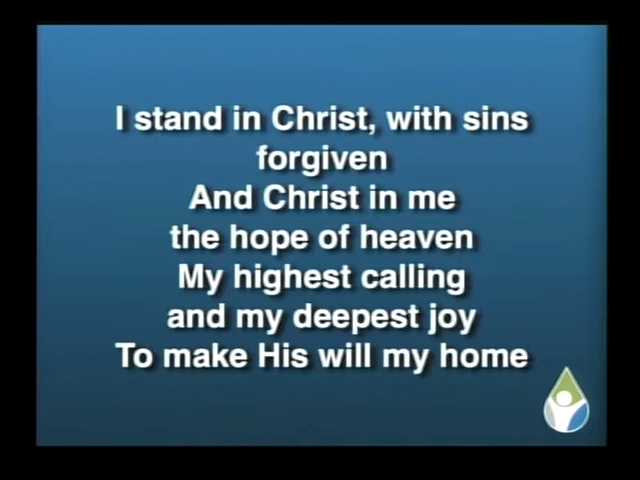 I stand in Christ, with sins
forgiven
And Christ in me
the hope of heaven
My highest calling
and my deepest joy
To make His will my home